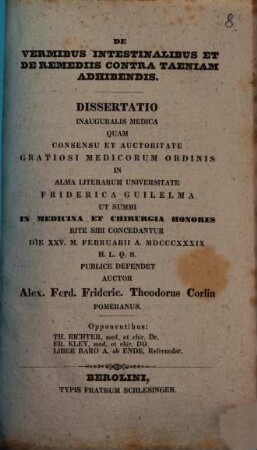 8.
DE
VERMIBUS INTESTINALIBUS ET
DE REMEDIIS CONTRA TAENIAM
ADHIBENDIS.
DISSERTATIO
INAUGURALIS MEDICA
QUAM
CONSENSU ET AUCTORITATE
GRATIOSI MEDICORUM ORDINIS
IN
ALMA LITERARUM UNIVERSITATE
FRIDERICA GUILELMA
UT SUMMI
IN MEDICINA ET CHIRURGIA HONORES
RITE SIBI CONCEDANTUR
DIE XXV. M. FEBRUARII A. MDCCCXXXIX
H. L. Q. S.
PUBLICE DEFENDET
AUCTOR
Alex. Ferd. Frideric. Theodorus Corlin
POMERANUS.
Opponentibus:
TH. RICHTER, med. et chir. Dr.
FR. KLEY, med. et chir. DD.
LIBER BARO A. ab ENDE, Referendar.
BEROLINI,
TYPIS FRATRUM SCHLESINGER.